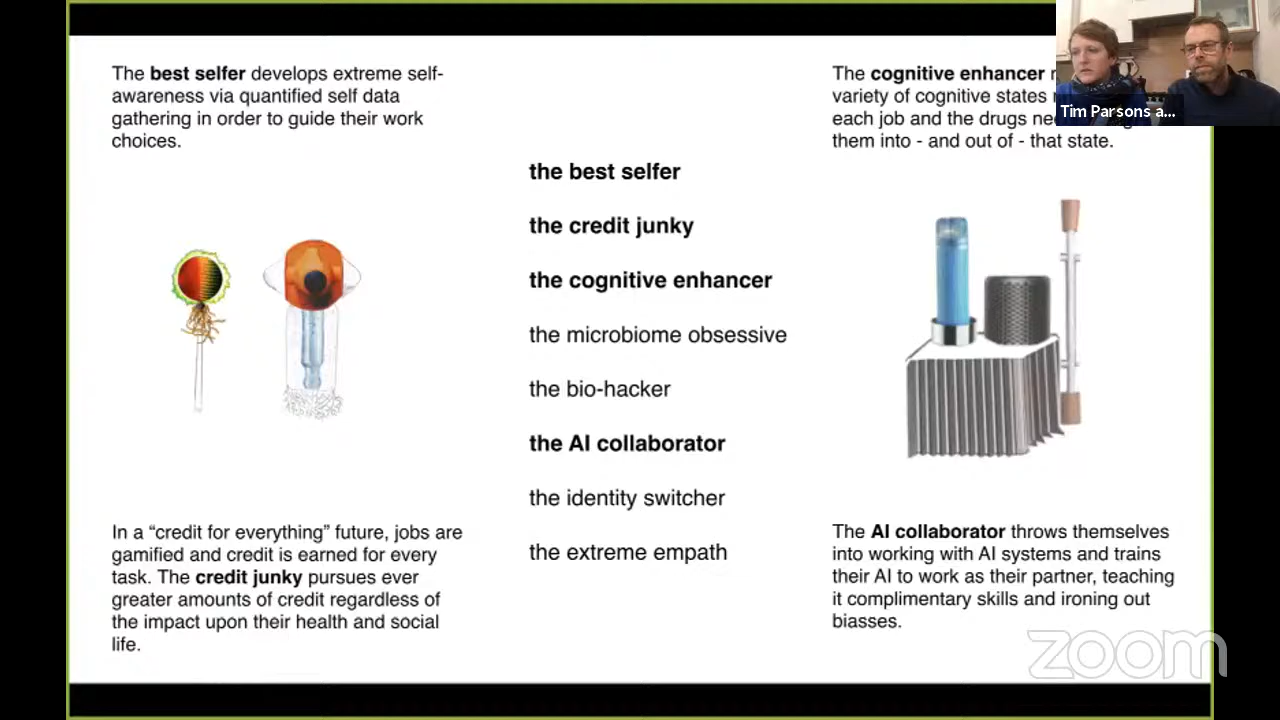 The best selfer develops extreme self-
awareness via quantified self data
gathering in order to guide their work
choices.
the best selfer
the credit junky
the cognitive enhancer
the microbiome obsessive
the bio-hacker
the AI collaborator
the identity switcher
the extreme empath
In a “credit for everything” future, jobs are
gamified and credit is earned for every
task. The credit junky pursues ever
greater amounts of credit regardless of
the impact upon their health and social
life.
The cognitive enhancer
variety of cognitive states
each job and the drugs
them into - and out of - that state.
The AI collaborator throws themselves
into working with AI systems and trains
their AI to work as their partner, teaching
it complimentary skills and ironing out
biasses.
Tim Parsons a...
zoom